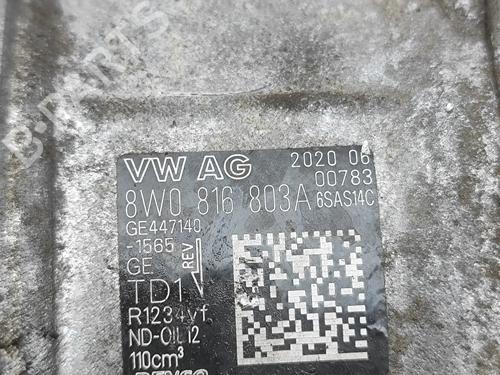 B-PARTS
VW AG 2020 06
00783
8W0 816 803A 6SAS14C
GE447140
-1565
GE REV
TD1
R1234yf
ND-OIL12
110cm³
DENSO